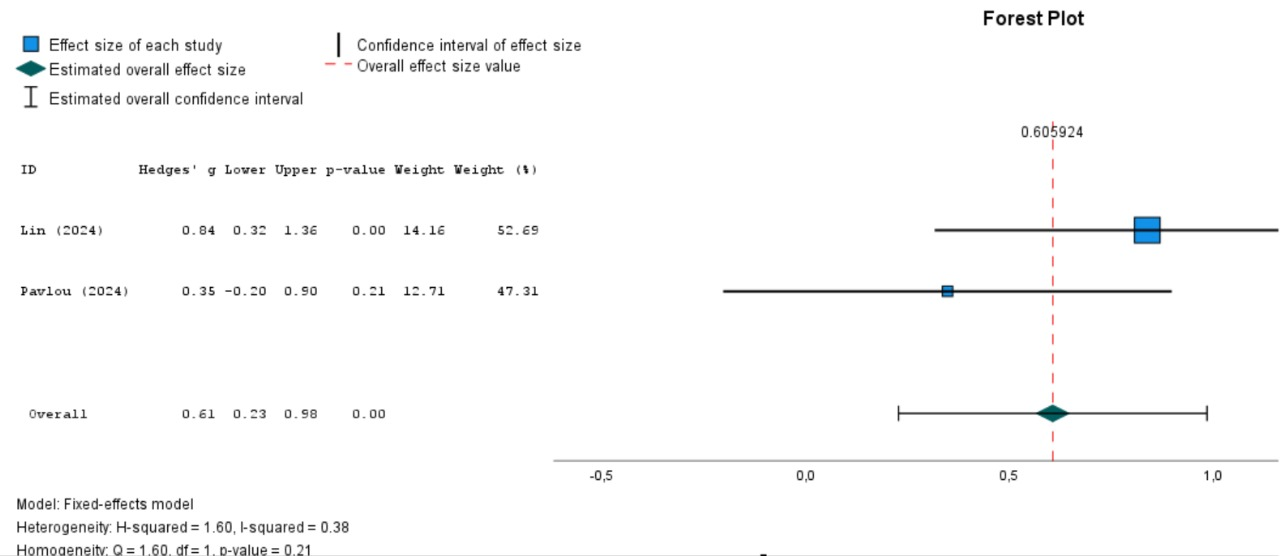 Forest Plot
Effect size of each study
Confidence interval of effect size
Estimated overall effect size
Overall effect size value
Estimated overall confidence interval
0.605924
ID Hedges' g Lower Upper p-value Weight Weight (%)
Lin (2024) 0.84 0.32 1.36 0.00 14.16 52.69
Pavlou (2024) 0.35 -0.20 0.90 0.21 12.71 47.31
Overall 0.61 0.23 0.98 0.00
-0,5 0,0 0,5 1,0
Model: Fixed-effects model
Heterogeneity: H-squared = 1.60, I-squared = 0.38
Homogeneity: Q = 1.60, df = 1, p-value = 0.21